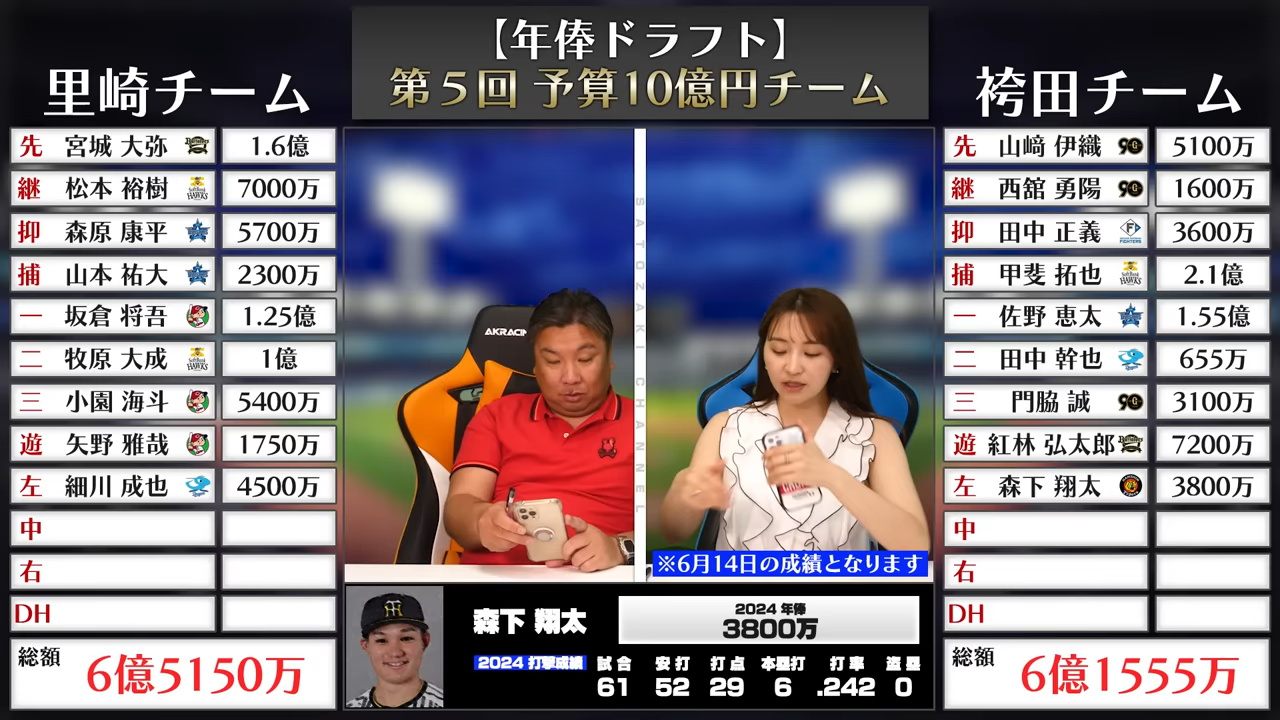 【年俸ドラフト】
第５回 予算10億円チーム
里崎チーム
先 宮城 大弥 1.6億
継 松本 裕樹 7000万
抑 森原 康平 5700万
捕 山本 祐大 2300万
一 坂倉 将吾 1.25億
二 牧原 大成 1億
三 小園 海斗 5400万
遊 矢野 雅哉 1750万
左 細川 成也 4500万
中
右
DH
総額 6億5150万
AKRACIN
SATOZAKI CHANNEL
※6月14日の成績となります
森下 翔太
2024 年俸
3800万
2024 打撃成績 試合 安打 打点 本塁打 打率 盗塁
61 52 29 6 .242 0
袴田チーム
先 山﨑 伊織 5100万
継 西舘 勇陽 1600万
抑 田中 正義 3600万
捕 甲斐 拓也 2.1億
一 佐野 恵太 1.55億
二 田中 幹也 655万
三 門脇 誠 3100万
遊 紅林 弘太郎 7200万
左 森下 翔太 3800万
中
右
DH
総額 6億1555万